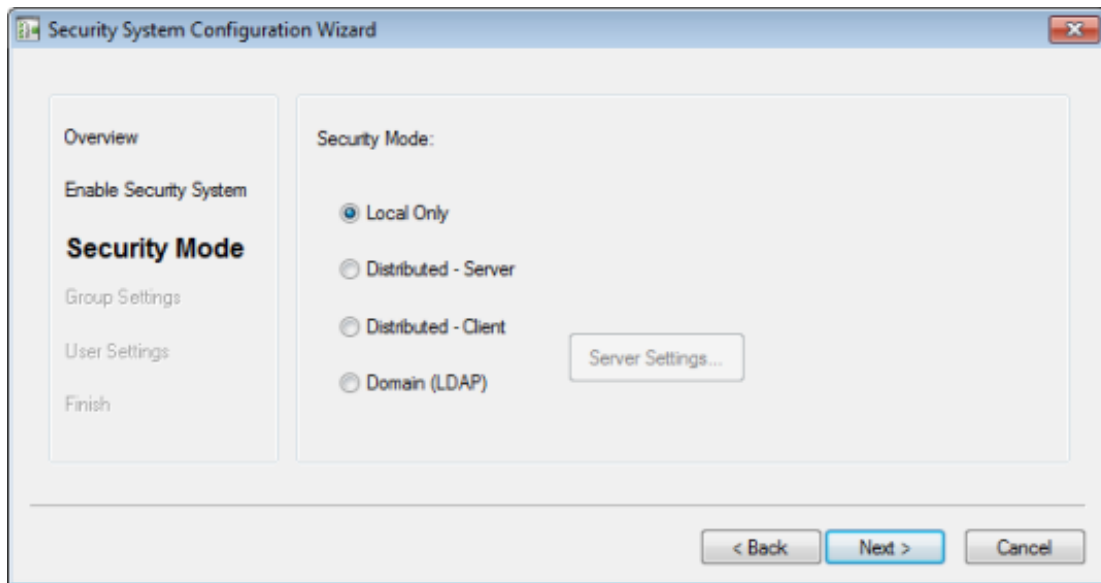 Security System Configuration Wizard
Overview
Enable Security System
Security Mode
Group Settings
User Settings
Finish
Security Mode:
Local Only
Distributed - Server
Distributed - Client
Domain (LDAP)
Server Settings...
< Back
Next >
Cancel